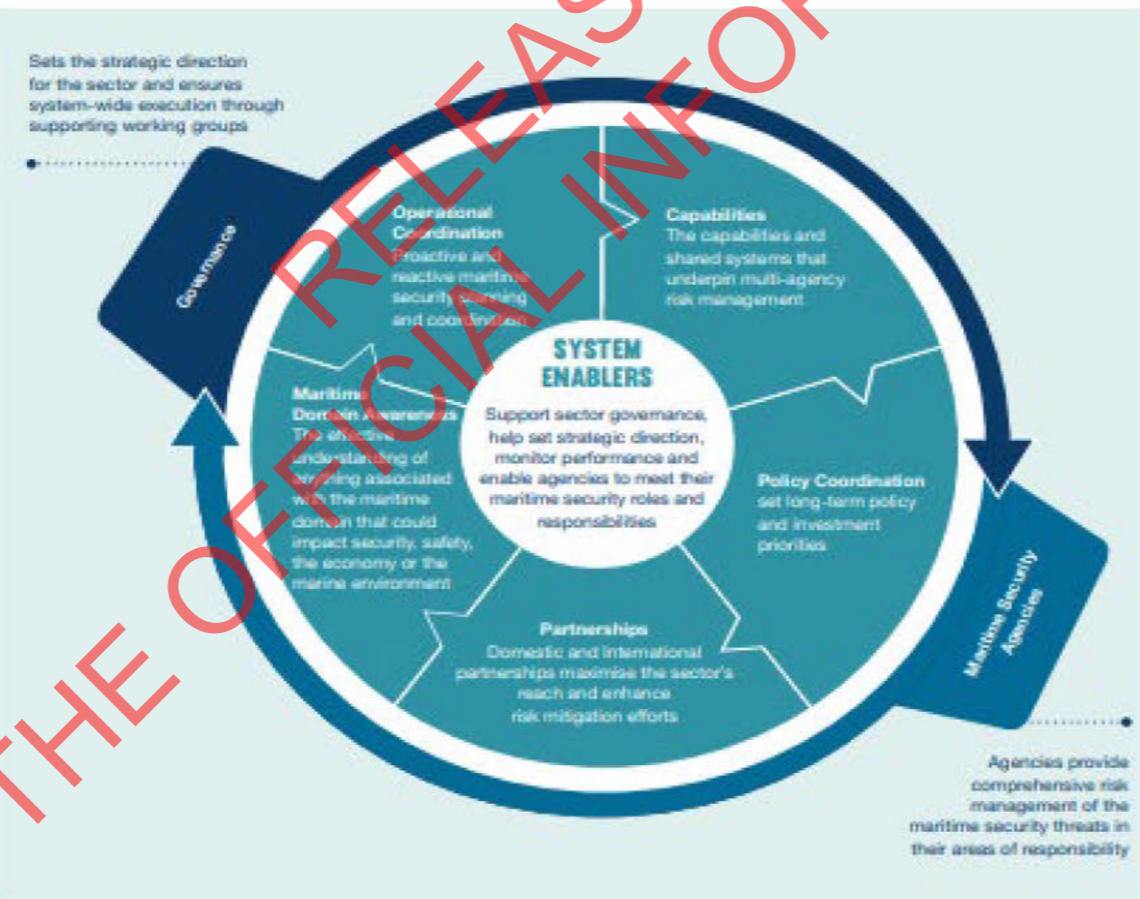 Sets the strategic direction
for the sector and ensures
system-wide execution through
supporting working groups
Governance
Operational
Coordination
Proactive and
reactive maritime
security planning
and coordination
Capabilities
The capabilities and
shared systems that
underpin multi-agency
risk management
SYSTEM
ENABLERS
Support sector governance,
help set strategic direction,
monitor performance and
enable agencies to meet their
maritime security roles and
responsibilities
Maritime
Domain Awareness
The effective
understanding of
anything associated
with the maritime
domain that could
impact security, safety,
the economy or the
marine environment
Policy Coordination
set long-term policy
and investment
priorities
Partnerships
Domestic and International
partnerships maximise the sector's
reach and enhance
risk mitigation efforts
Maritime Security
Agencies
Agencies provide
comprehensive risk
management of the
maritime security threats in
their areas of responsibility
RELEAS
THE OFFICIAL INFOR